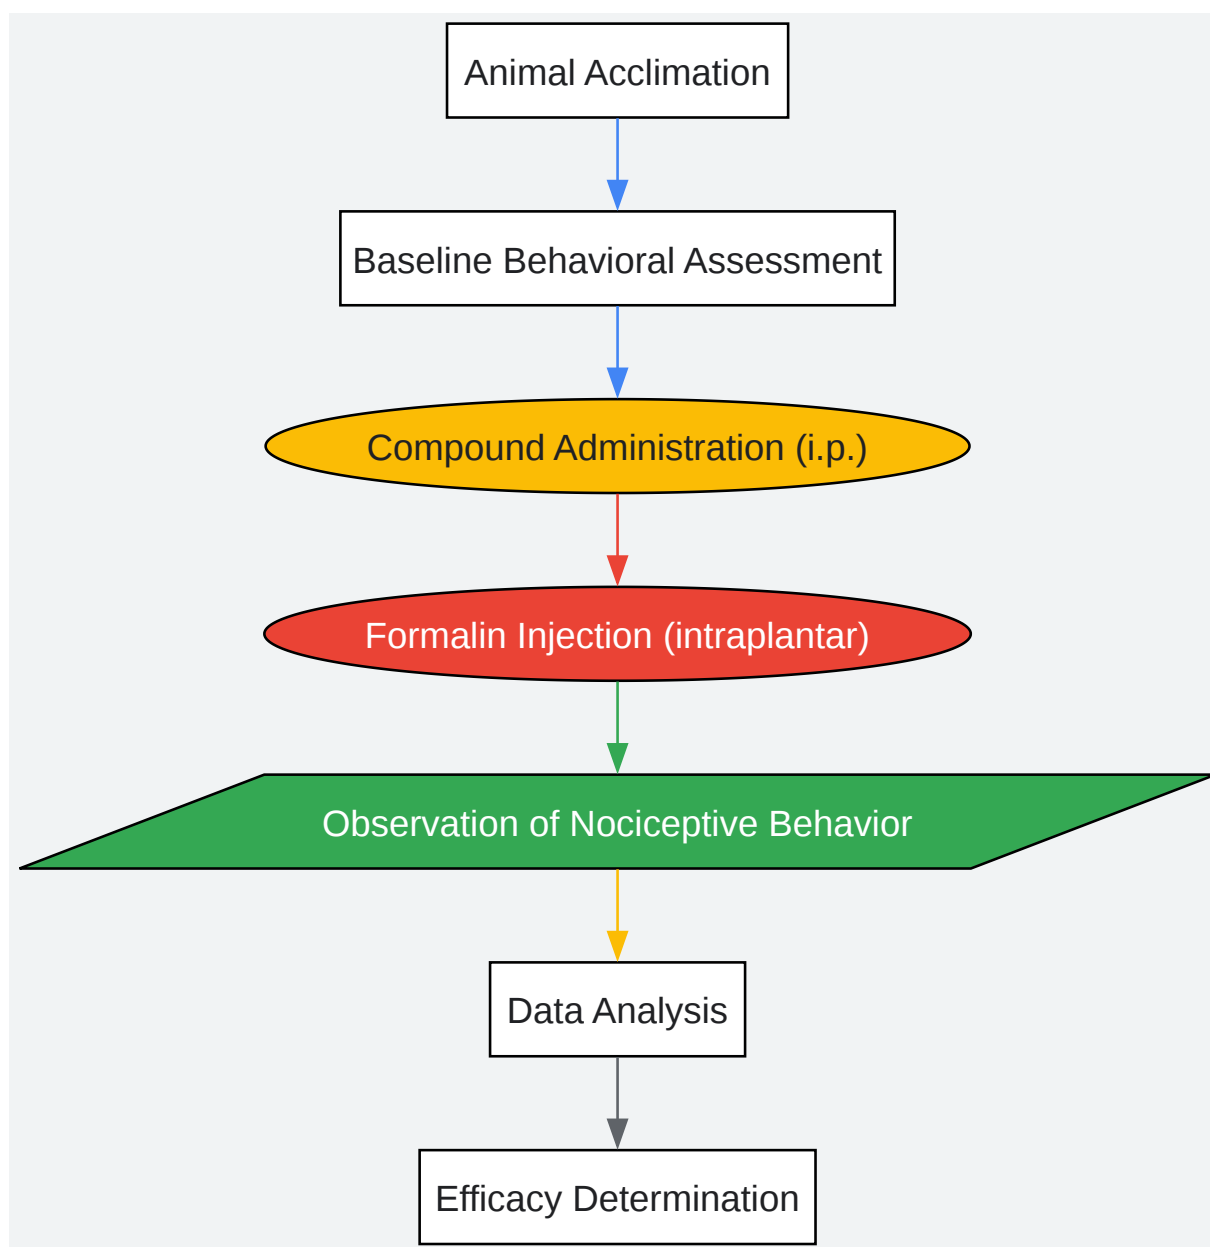 Animal Acclimation
Baseline Behavioral Assessment
Compound Administration (i.p.)
Formalin Injection (intraplantar)
Observation of Nociceptive Behavior
Data Analysis
Efficacy Determination